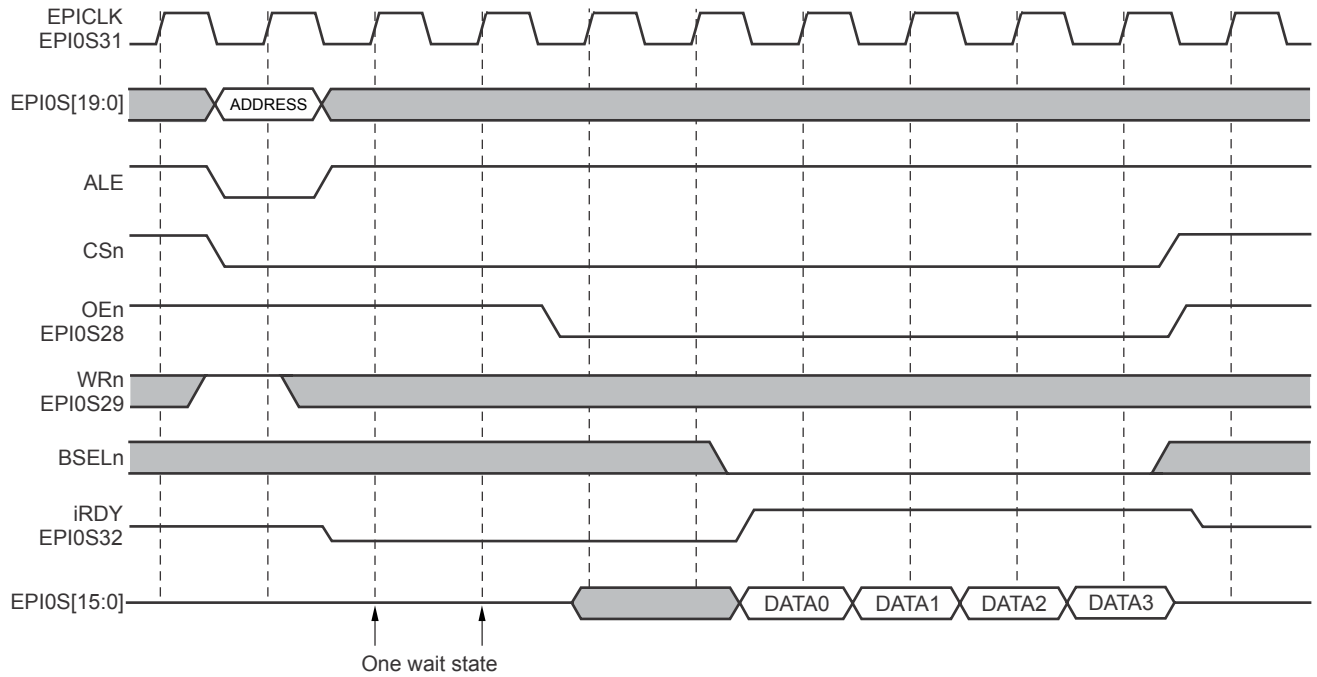 EPICLK
EPI0S31
EPI0S[19:0]
ADDRESS
ALE
CSn
OEn
EPI0S28
WRn
EPI0S29
BSELn
iRDY
EPI0S32
EPI0S[15:0]
DATA0
DATA1
DATA2
DATA3
One wait state